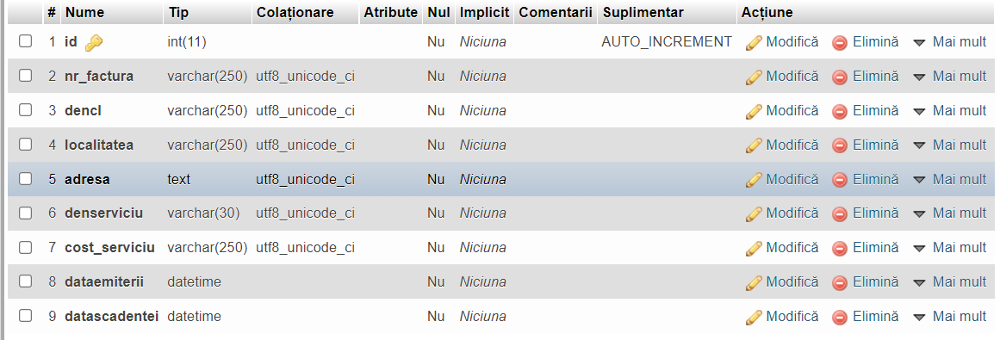 # Nume Tip Colaționare Atribute Nul Implicit Comentarii Suplimentar Acțiune
1 id int(11) Nu Niciuna AUTO_INCREMENT Modifică Elimină Mai mult
2 nr_factura varchar(250) utf8_unicode_ci Nu Niciuna Modifică Elimină Mai mult
3 dencl varchar(250) utf8_unicode_ci Nu Niciuna Modifică Elimină Mai mult
4 localitatea varchar(250) utf8_unicode_ci Nu Niciuna Modifică Elimină Mai mult
5 adresa text utf8_unicode_ci Nu Niciuna Modifică Elimină Mai mult
6 denserviciu varchar(30) utf8_unicode_ci Nu Niciuna Modifică Elimină Mai mult
7 cost_serviciu varchar(250) utf8_unicode_ci Nu Niciuna Modifică Elimină Mai mult
8 dataemiterii datetime Nu Niciuna Modifică Elimină Mai mult
9 datascadentei datetime Nu Niciuna Modifică Elimină Mai mult